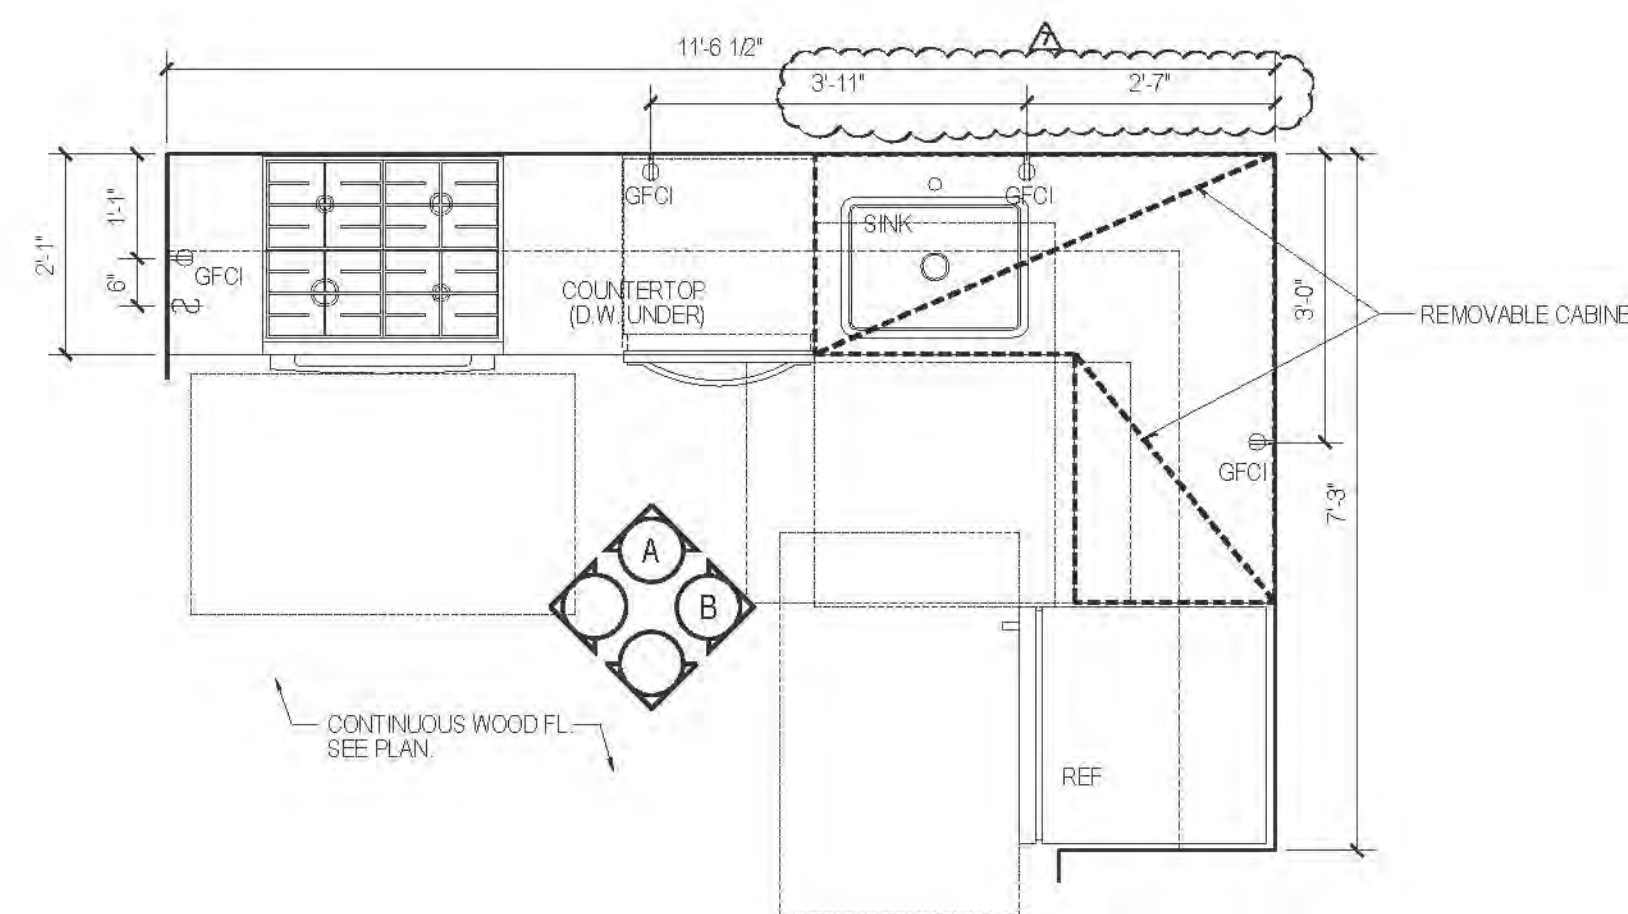 7
11'-6 1/2"
3'-11"
2'-7"
GFCI
GFCI
SINK
2'-1"
1'-1"
6"
GFCI
COUNTERTOP
(D.W. UNDER)
3'-0"
REMOVABLE CABINE
GFCI
7'-3"
A
B
CONTINUOUS WOOD FL.
SEE PLAN.
REF